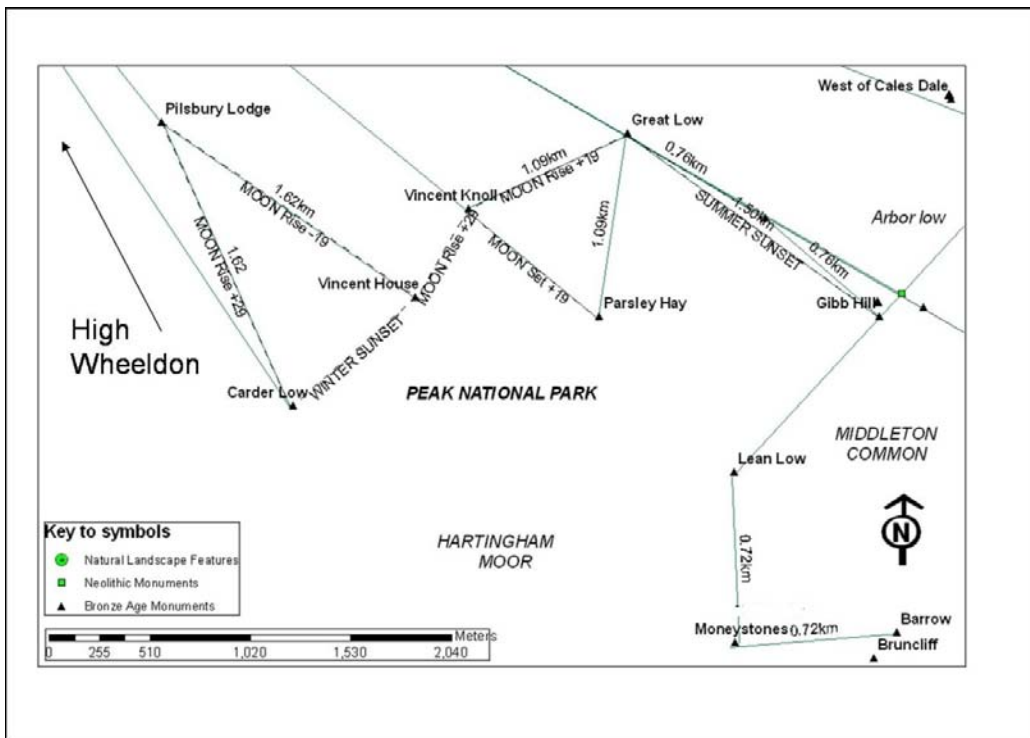 West of Cales Dale
Pilsbury Lodge
Great Low
0.76km
1.09km
MOON Rise +19
Vincent Knoll
1.50km
SUMMER SUNSET
1.62km
MOON Rise -19
MOON Rise +29
1.09km
Arbor low
0.76km
1.62
MOON Rise +29
Vincent House
MOON Set +19
Parsley Hay
Gibb Hill
High
Wheeldon
WINTER SUNSET
Carder Low
PEAK NATIONAL PARK
MIDDLETON
COMMON
Lean Low
N
Key to symbols
Natural Landscape Features
Neolithic Monuments
Bronze Age Monuments
HARTINGHAM
MOOR
0.72km
Moneystones
0.72km
Barrow
Bruncliff
Meters
0 255 510 1,020 1,530 2,040